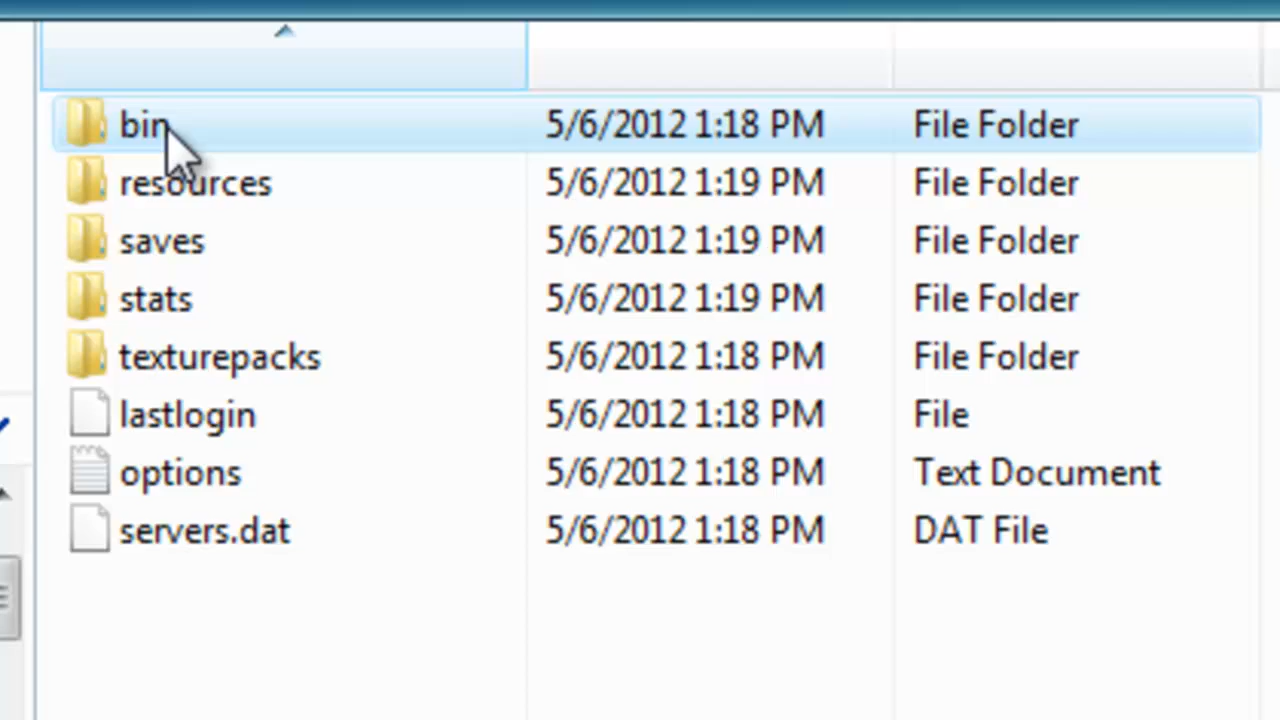 bin 5/6/2012 1:18 PM File Folder
resources 5/6/2012 1:19 PM File Folder
saves 5/6/2012 1:19 PM File Folder
stats 5/6/2012 1:19 PM File Folder
texturepacks 5/6/2012 1:18 PM File Folder
lastlogin 5/6/2012 1:18 PM File
options 5/6/2012 1:18 PM Text Document
servers.dat 5/6/2012 1:18 PM DAT File